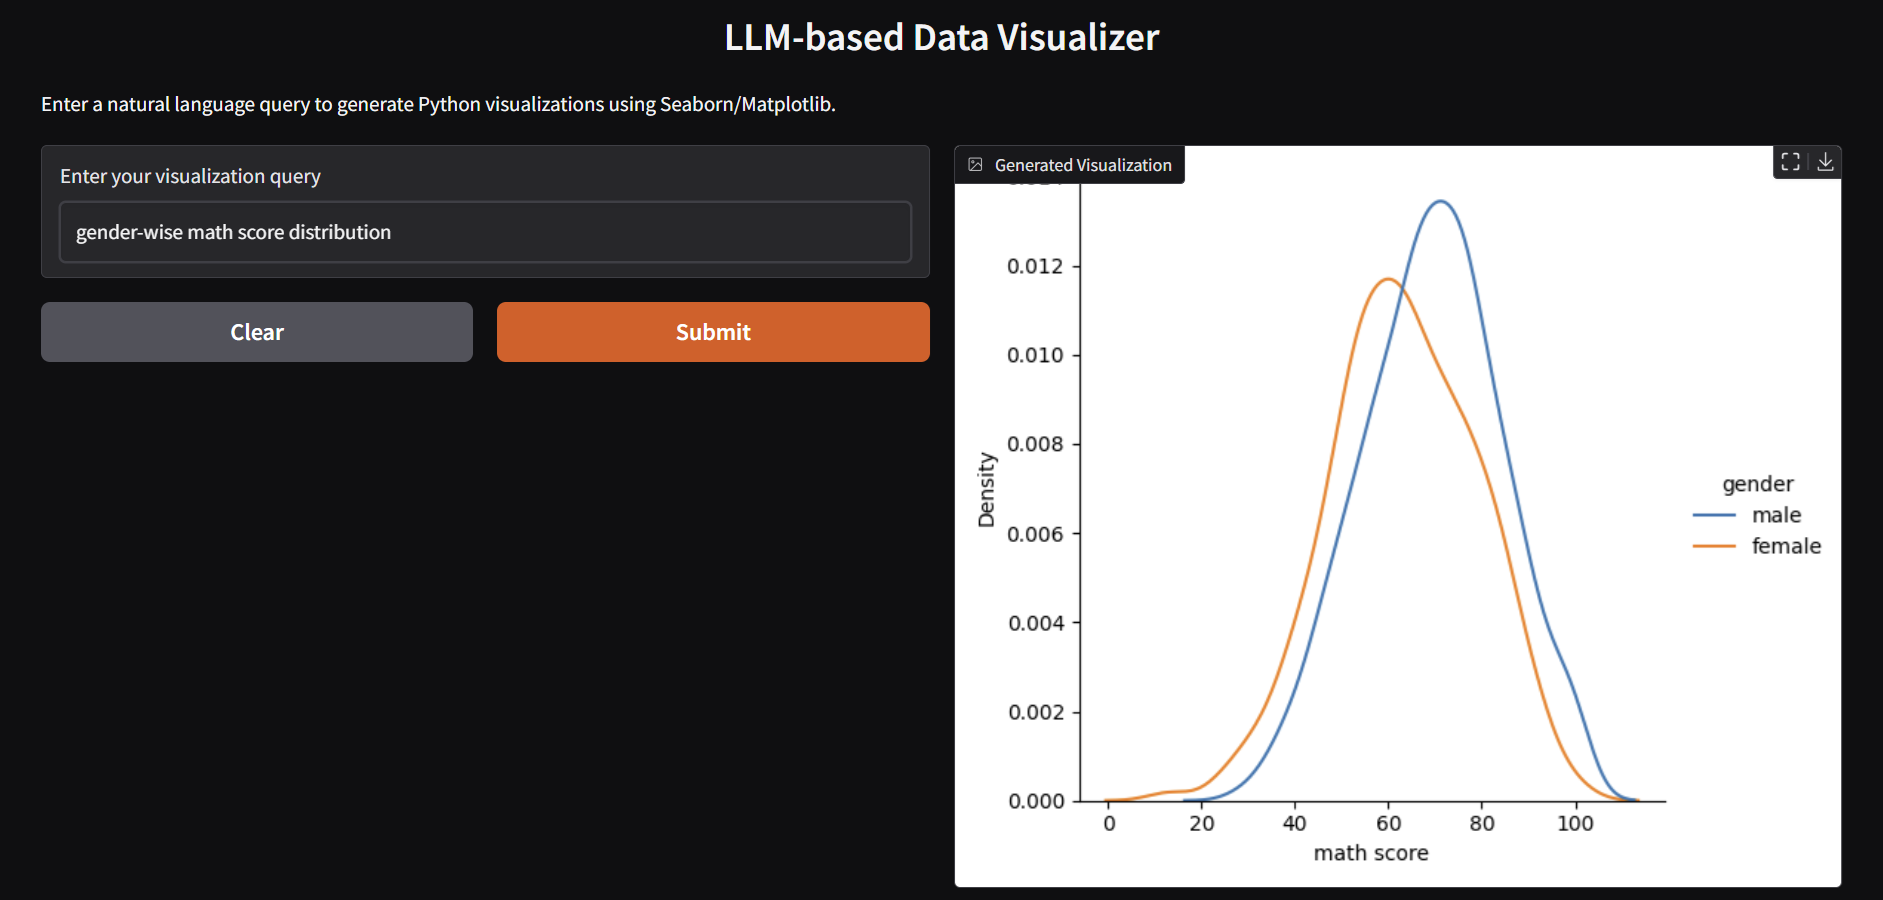 LLM-based Data Visualizer
Enter a natural language query to generate Python visualizations using Seaborn/Matplotlib.
Enter your visualization query
gender-wise math score distribution
Clear
Submit
Generated Visualization
0.012
0.010
0.008
0.006
0.004
0.002
0.000
Density
0 20 40 60 80 100
math score
gender
male
female